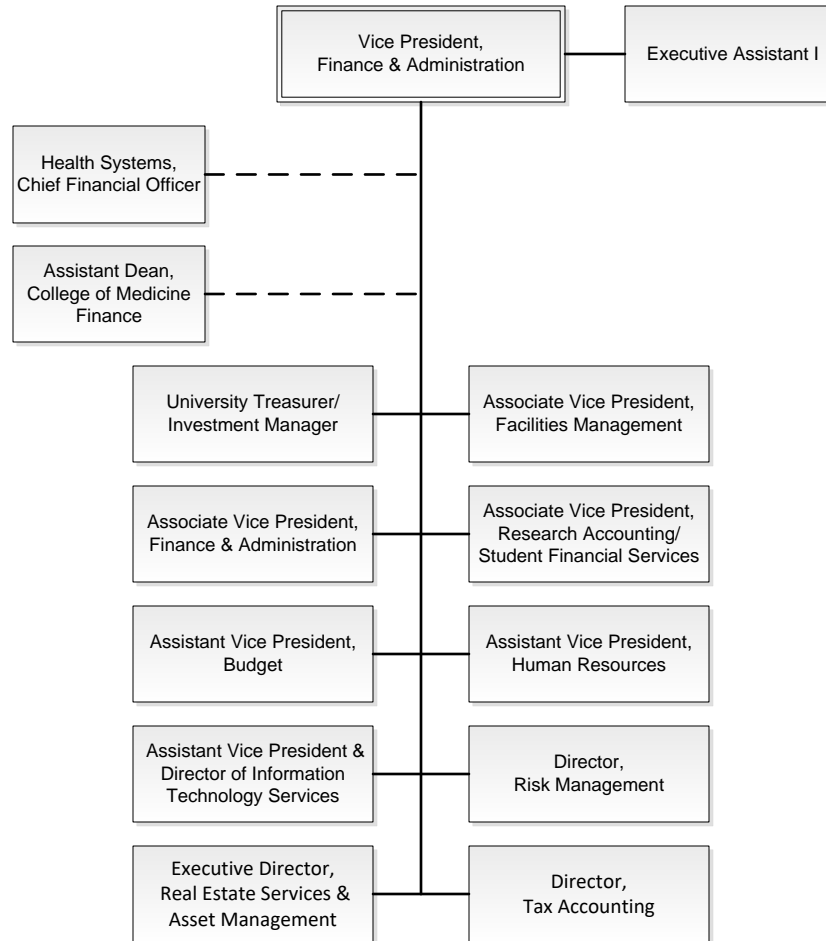 Vice President,
Finance & Administration
Executive Assistant I
Health Systems,
Chief Financial Officer
Assistant Dean,
College of Medicine
Finance
University Treasurer/
Investment Manager
Associate Vice President,
Facilities Management
Associate Vice President,
Finance & Administration
Associate Vice President,
Research Accounting/
Student Financial Services
Assistant Vice President,
Budget
Assistant Vice President,
Human Resources
Assistant Vice President &
Director of Information
Technology Services
Director,
Risk Management
Executive Director,
Real Estate Services &
Asset Management
Director,
Tax Accounting